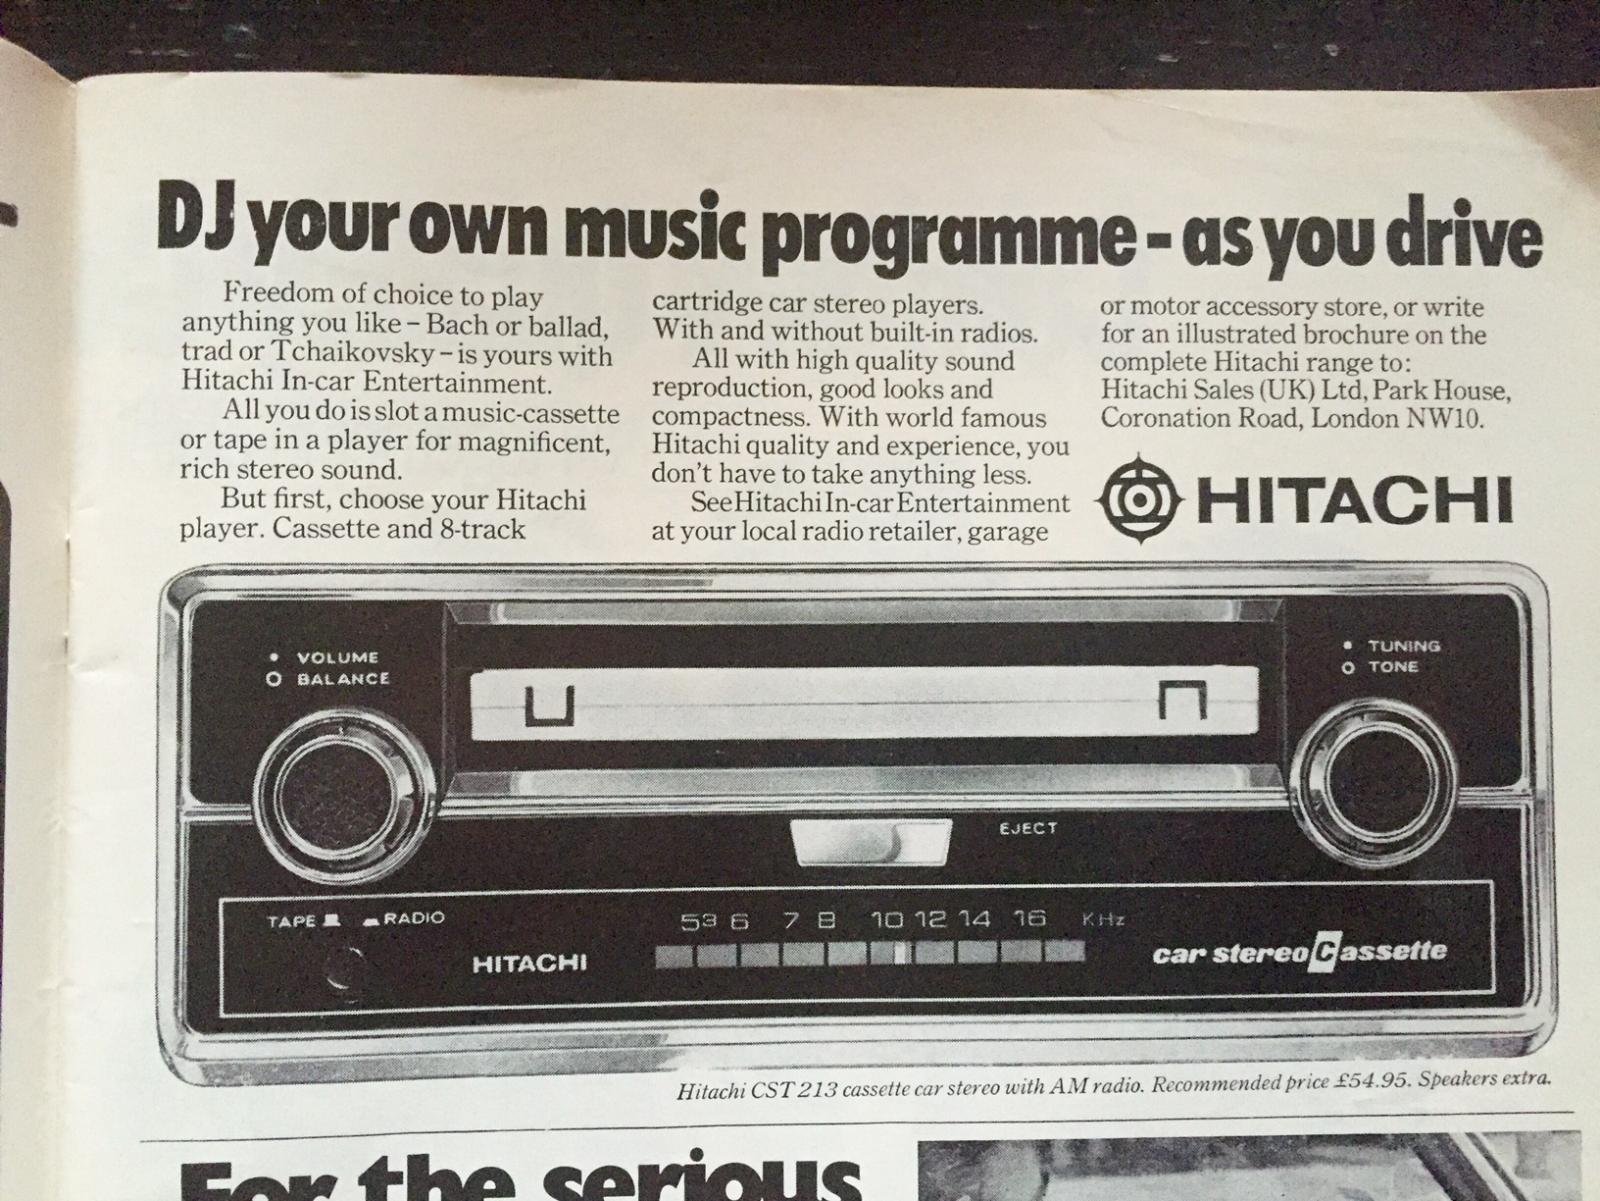 DJ your own music programme - as you drive
Freedom of choice to play
anything you like – Bach or ballad,
trad or Tchaikovsky – is yours with
Hitachi In-car Entertainment.
All you do is slot a music-cassette
or tape in a player for magnificent,
rich stereo sound.
But first, choose your Hitachi
player. Cassette and 8-track
cartridge car stereo players.
With and without built-in radios.
All with high quality sound
reproduction, good looks and
compactness. With world famous
Hitachi quality and experience, you
don't have to take anything less.
See Hitachi In-car Entertainment
at your local radio retailer, garage
or motor accessory store, or write
for an illustrated brochure on the
complete Hitachi range to:
Hitachi Sales (UK) Ltd, Park House,
Coronation Road, London NW10.
HITACHI
VOLUME
BALANCE
TUNING
TONE
EJECT
TAPE RADIO
53 6 7 8 10 12 14 16 KHz
HITACHI
car stereo Cassette
Hitachi CST 213 cassette car stereo with AM radio. Recommended price £54.95. Speakers extra.
For the serious